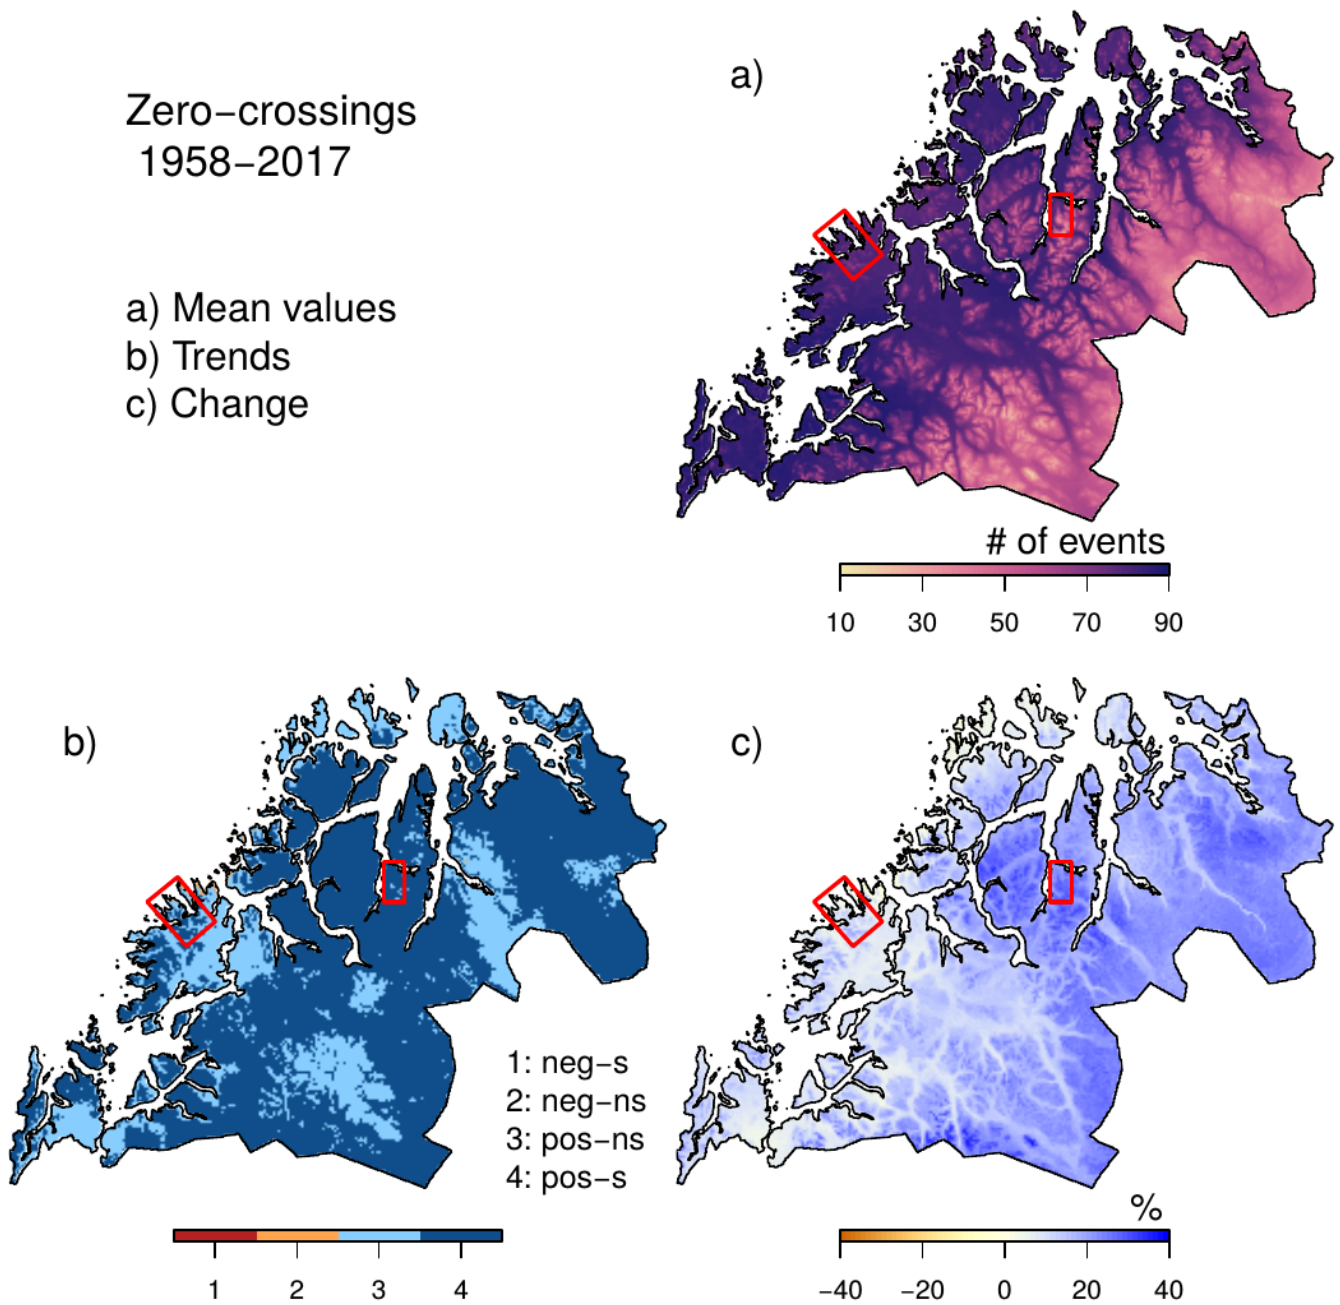 Zero−crossings
1958−2017
a) Mean values
b) Trends
c) Change
a)
# of events
10 30 50 70 90
b)
1: neg−s
2: neg−ns
3: pos−ns
4: pos−s
1 2 3 4
c)
%
−40 −20 0 20 40